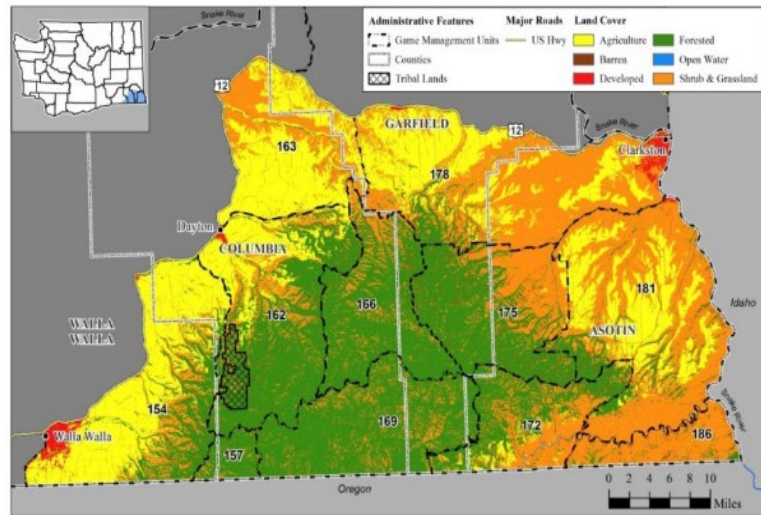 Administrative Features
Game Management Units
Counties
Tribal Lands
Major Roads
US Hwy
Land Cover
Agriculture
Barren
Developed
Forested
Open Water
Shrub & Grassland
Snake River
12
GARFIELD
12
Snake River
Clarkston
163
178
Dayton
COLUMBIA
181
162
166
175
Idaho
WALLA
WALLA
ASOTIN
154
169
172
Walla Walla
157
186
Snake River
Oregon
0 2 4 6 8 10
Miles